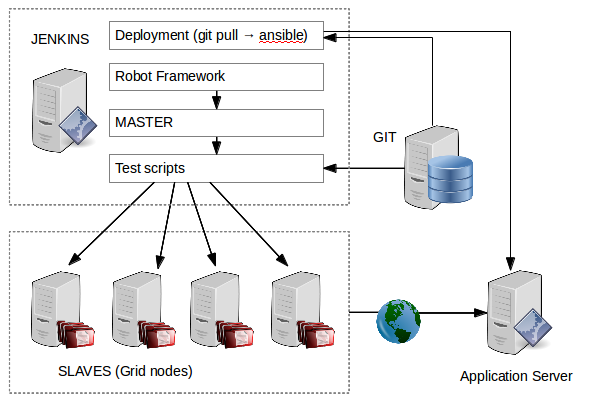 JENKINS
Deployment (git pull → ansible)
Robot Framework
MASTER
Test scripts
GIT
SLAVES (Grid nodes)
Application Server